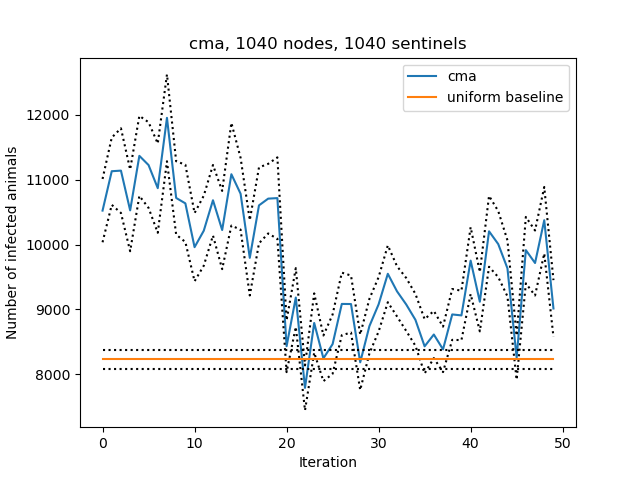 cma, 1040 nodes, 1040 sentinels
cma
uniform baseline
Number of infected animals
12000
11000
10000
9000
8000
0 10 20 30 40 50
Iteration